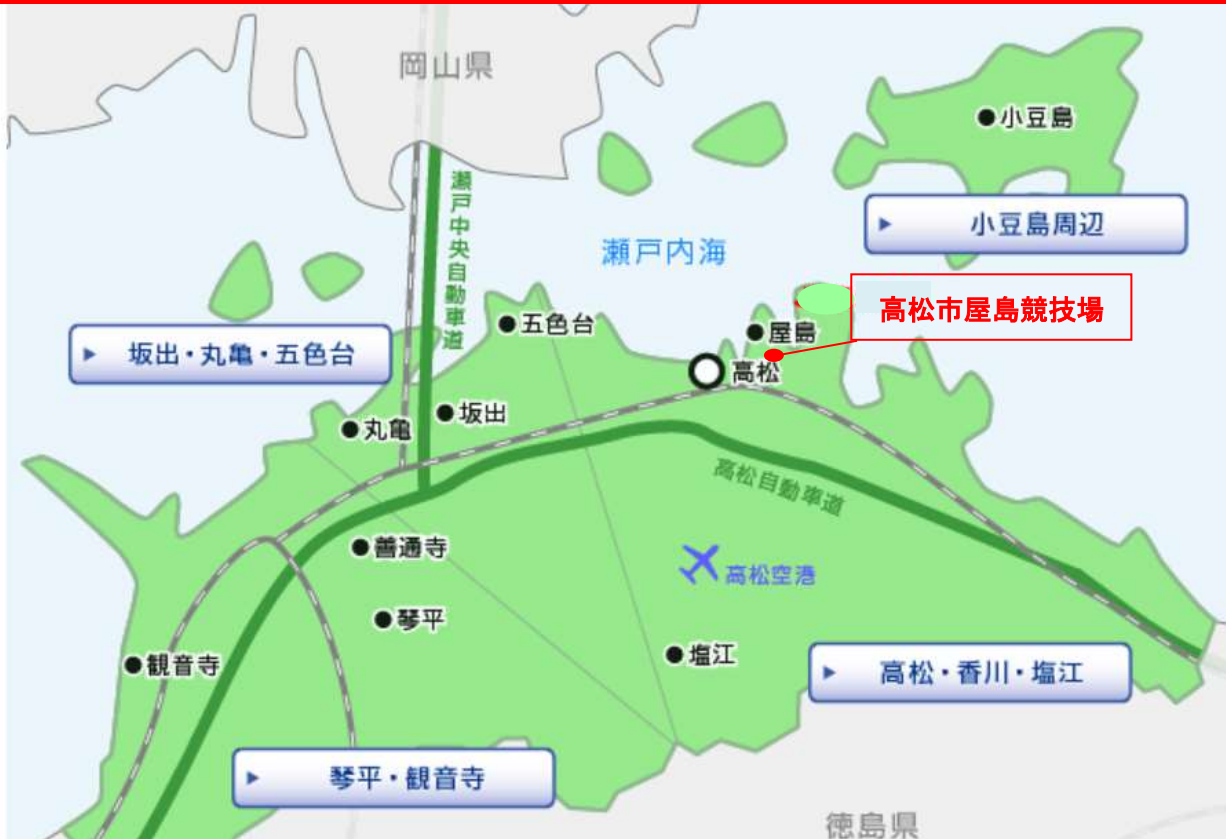 岡山県
小豆島
小豆島周辺
瀬戸中央自動車道
瀬戸内海
高松市屋島競技場
五色台
屋島
坂出・丸亀・五色台
高松
坂出
丸亀
高松自動車道
善通寺
高松空港
琴平
観音寺
塩江
高松・香川・塩江
琴平・観音寺
徳島県